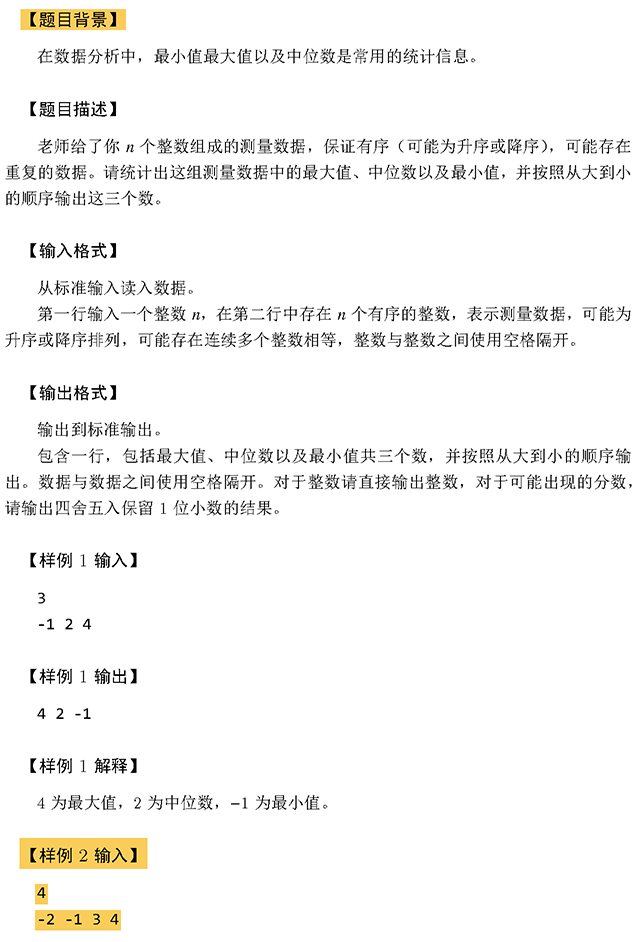 【题目背景】
在数据分析中，最小值最大值以及中位数是常用的统计信息。
【题目描述】
老师给了你 n 个整数组成的测量数据，保证有序（可能为升序或降序），可能存在
重复的数据。请统计出这组测量数据中的最大值、中位数以及最小值，并按照从大到小
的顺序输出这三个数。
【输入格式】
从标准输入读入数据。
第一行输入一个整数 n，在第二行中存在 n 个有序的整数，表示测量数据，可能为
升序或降序排列，可能存在连续多个整数相等，整数与整数之间使用空格隔开。
【输出格式】
输出到标准输出。
包含一行，包括最大值、中位数以及最小值共三个数，并按照从大到小的顺序输
出。数据与数据之间使用空格隔开。对于整数请直接输出整数，对于可能出现的分数，
请输出四舍五入保留 1 位小数的结果。
【样例 1 输入】
3
-1 2 4
【样例 1 输出】
4 2 -1
【样例 1 解释】
4 为最大值，2 为中位数，−1 为最小值。
【样例 2 输入】
4
-2 -1 3 4